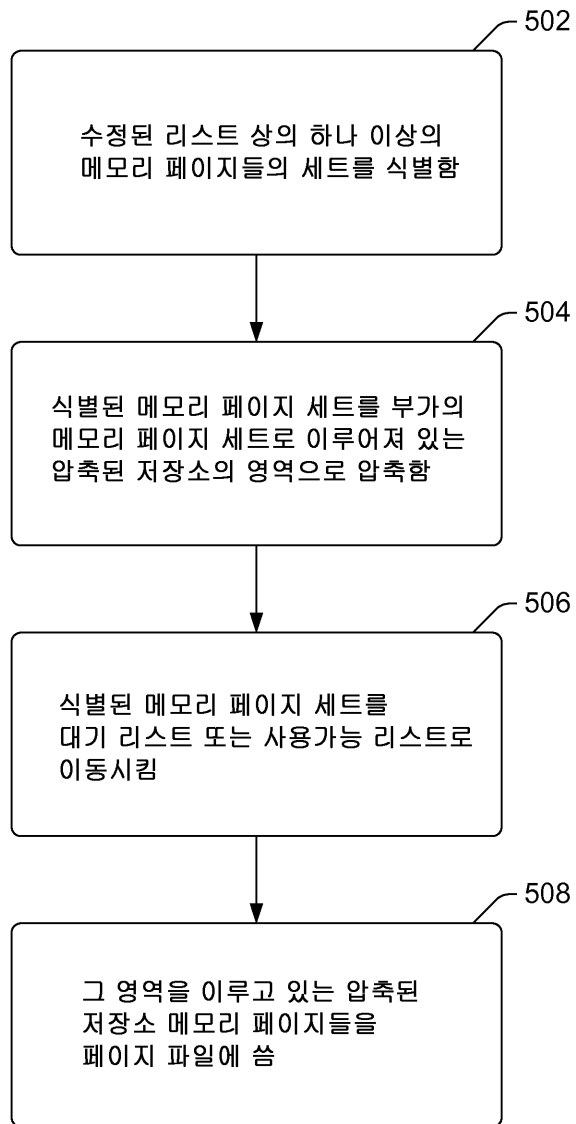 502
수정된 리스트 상의 하나 이상의
메모리 페이지들의 세트를 식별함
504
식별된 메모리 페이지 세트를 부가의
메모리 페이지 세트로 이루어져 있는
압축된 저장소의 영역으로 압축함
506
식별된 메모리 페이지 세트를
대기 리스트 또는 사용가능 리스트로
이동시킴
508
그 영역을 이루고 있는 압축된
저장소 메모리 페이지들을
페이지 파일에 씀